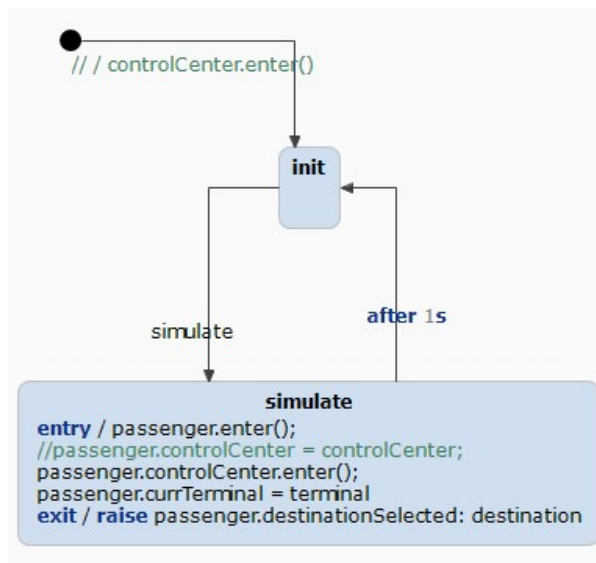 // / controlCenter.enter()
init
after 1s
simulate
simulate
entry / passenger.enter();
//passenger.controlCenter = controlCenter;
passenger.controlCenter.enter();
passenger.currTerminal = terminal
exit / raise passenger.destinationSelected: destination